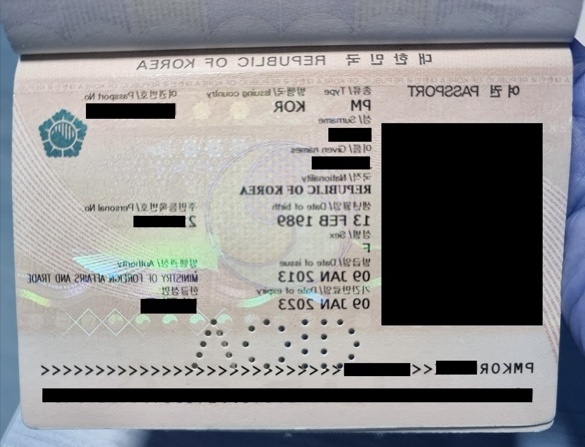 대한민국 REPUBLIC OF KOREA
여권 PASSPORT
종류/Type 발행국/Issuing country 여권번호/Passport No.
PM KOR
성/Surname
이름/Given names
국적/Nationality
REPUBLIC OF KOREA
생년월일/Date of birth 주민등록번호/Personal No.
13 FEB 1989 2
성별/Sex
F
발급일/Date of issue 발행관청/Authority
09 JAN 2013 MINISTRY OF FOREIGN AFFAIRS AND TRADE
기간만료일/Date of expiry 한글성명
09 JAN 2023
VOID
PMKOR << <<<<<<<<<<<<<<<<<<<<<<<<<<<<